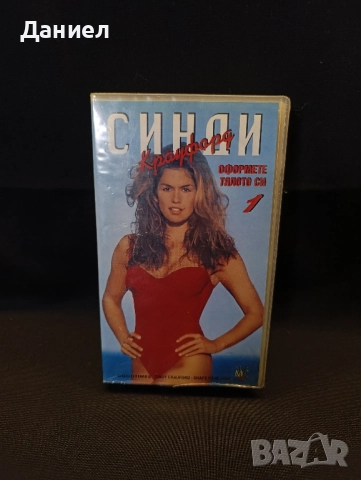 Даниел
СИНДИ
Крауфорд
ОФОРМЕТЕ
ТЯЛОТО СИ
1
BAZAR